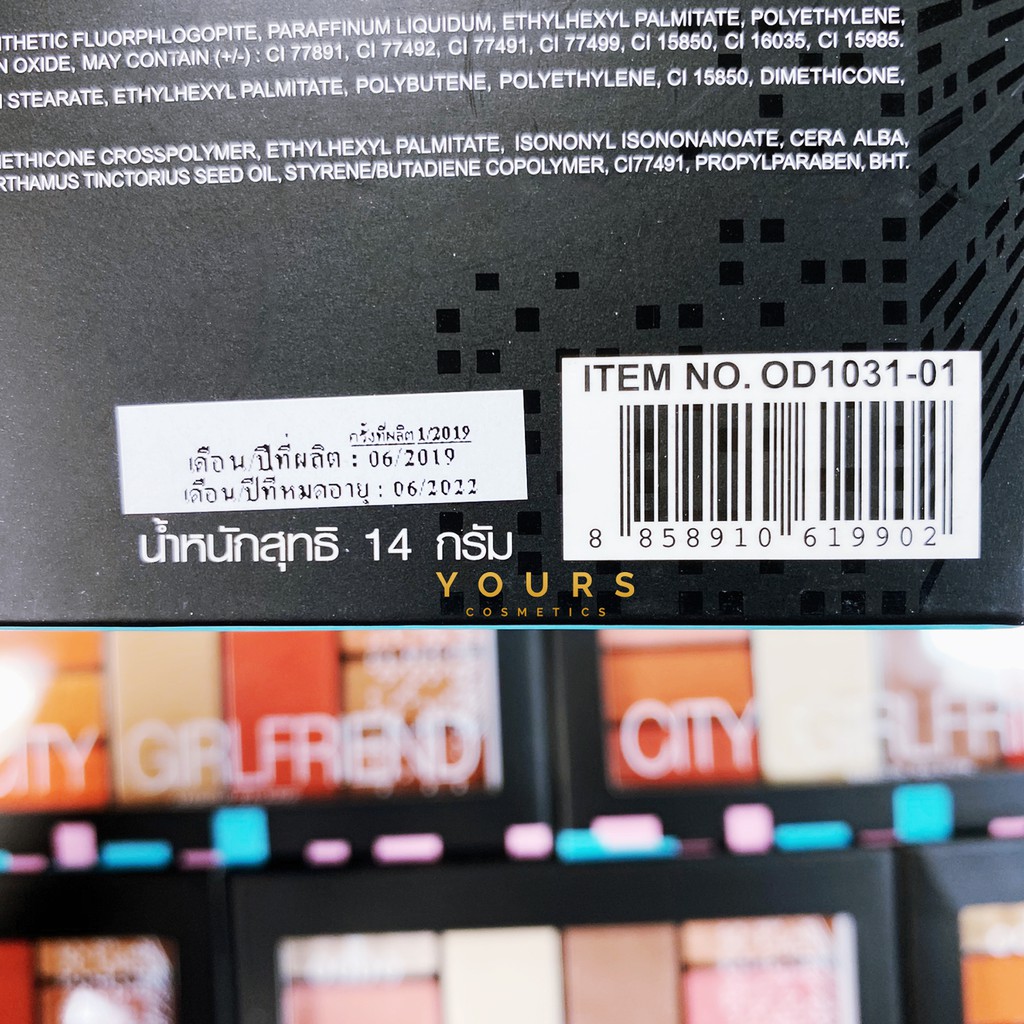 FLUORPHLOGOPITE, PARAFFINUM LIQUIDUM, ETHYLHEXYL PALMITATE, POLYETHYLENE,
OXIDE, MAY CONTAIN (+/-) : CI 77891, CI 77492, CI 77491, CI 77499, CI 15850, CI 16035, CI 15985.
STEARATE, ETHYLHEXYL PALMITATE, POLYBUTENE, POLYETHYLENE, CI 15850, DIMETHICONE,
CROSSPOLYMER, ETHYLHEXYL PALMITATE, ISONONYL ISONONANOATE, CERA ALBA,
TINCTORIUS SEED OIL, STYRENE/BUTADIENE COPOLYMER, CI77491, PROPYLPARABEN, BHT.
ITEM NO. OD1031-01
8 858910 619902
ครั้งที่ผลิต 1/2019
เดือน/ปีที่ผลิต : 06/2019
เดือน/ปีที่หมดอายุ : 06/2022
น้ำหนักสุทธิ 14 กรัม
YOURS
COSMETICS
GIRLFRIEND
CITY